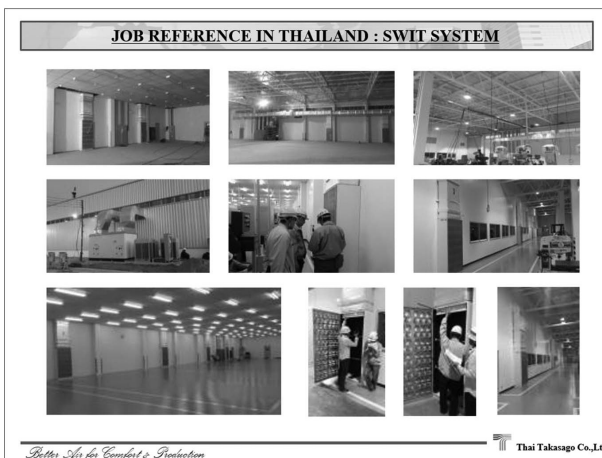 JOB REFERENCE IN THAILAND : SWIT SYSTEM
Better Air for Comfort & Production
Thai Takasago Co.,Lt